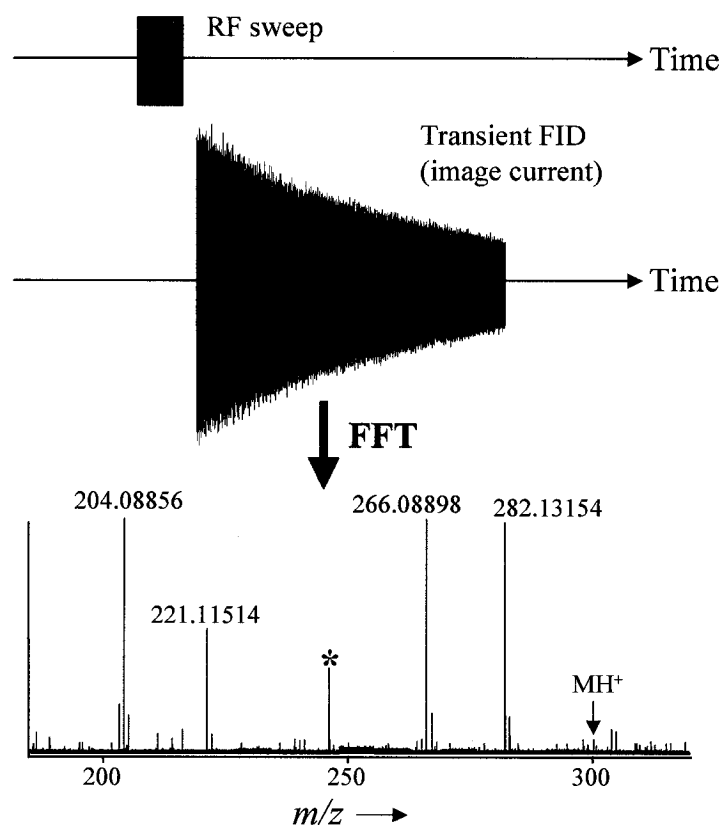 RF sweep
Time
Transient FID
(image current)
Time
FFT
204.08856
266.08898
282.13154
221.11514
*
MH⁺
200
250
300
m/z